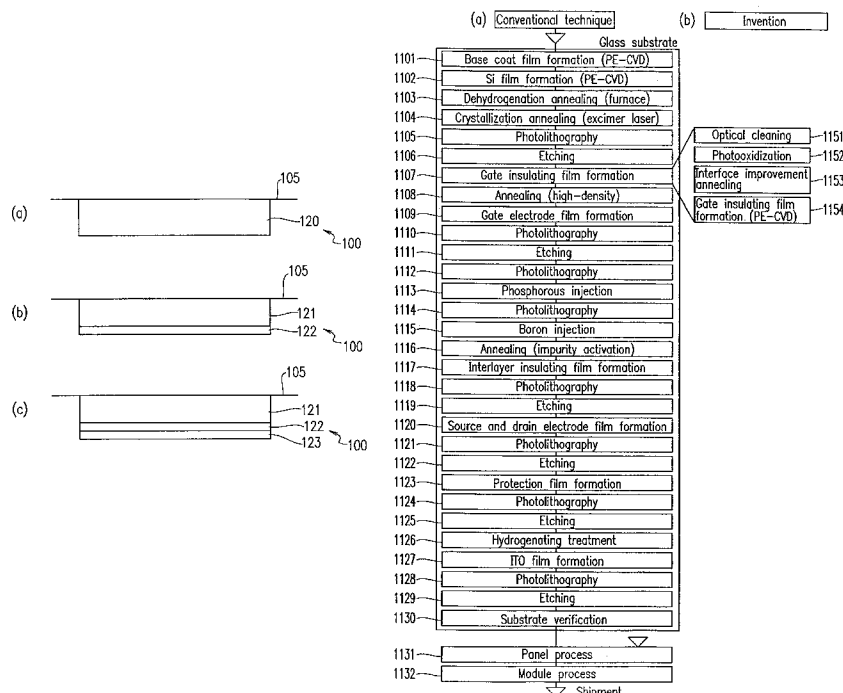 (a)
105
120
100
(b)
105
121
122
100
(c)
105
121
122
123
100
(a) Conventional technique
(b) Invention
Glass substrate
1101 Base coat film formation (PE-CVD)
1102 Si film formation (PE-CVD)
1103 Dehydrogenation annealing (furnace)
1104 Crystallization annealing (excimer laser)
1105 Photolithography
1106 Etching
1107 Gate insulating film formation
1108 Annealing (high-density)
1109 Gate electrode film formation
1110 Photolithography
1111 Etching
1112 Photolithography
1113 Phosphorous injection
1114 Photolithography
1115 Boron injection
1116 Annealing (impurity activation)
1117 Interlayer insulating film formation
1118 Photolithography
1119 Etching
1120 Source and drain electrode film formation
1121 Photolithography
1122 Etching
1123 Protection film formation
1124 Photolithography
1125 Etching
1126 Hydrogenating treatment
1127 ITO film formation
1128 Photolithography
1129 Etching
1130 Substrate verification
1131 Panel process
1132 Module process
Shipment
Optical cleaning 1151
Photooxidization 1152
Interface improvement
annealing 1153
Gate insulating film
formation. (PE-CVD) 1154